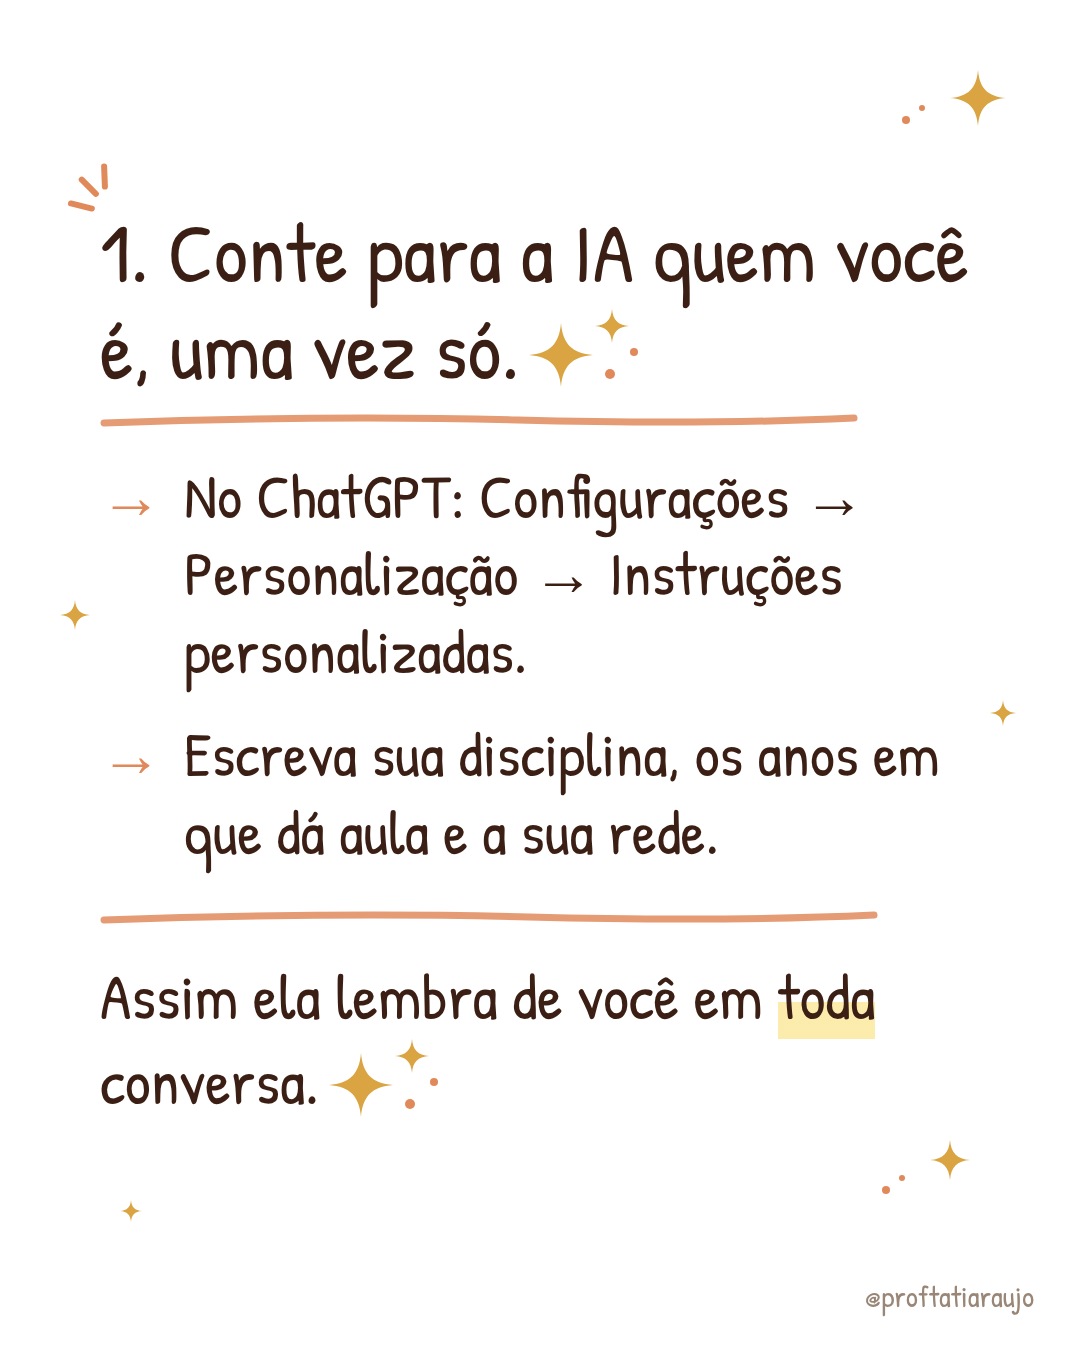 1. Conte para a IA quem você
é, uma vez só.
→ No ChatGPT: Configurações →
Personalização → Instruções
personalizadas.
→ Escreva sua disciplina, os anos em
que dá aula e a sua rede.
Assim ela lembra de você em toda
conversa.
@proftatiaraujo